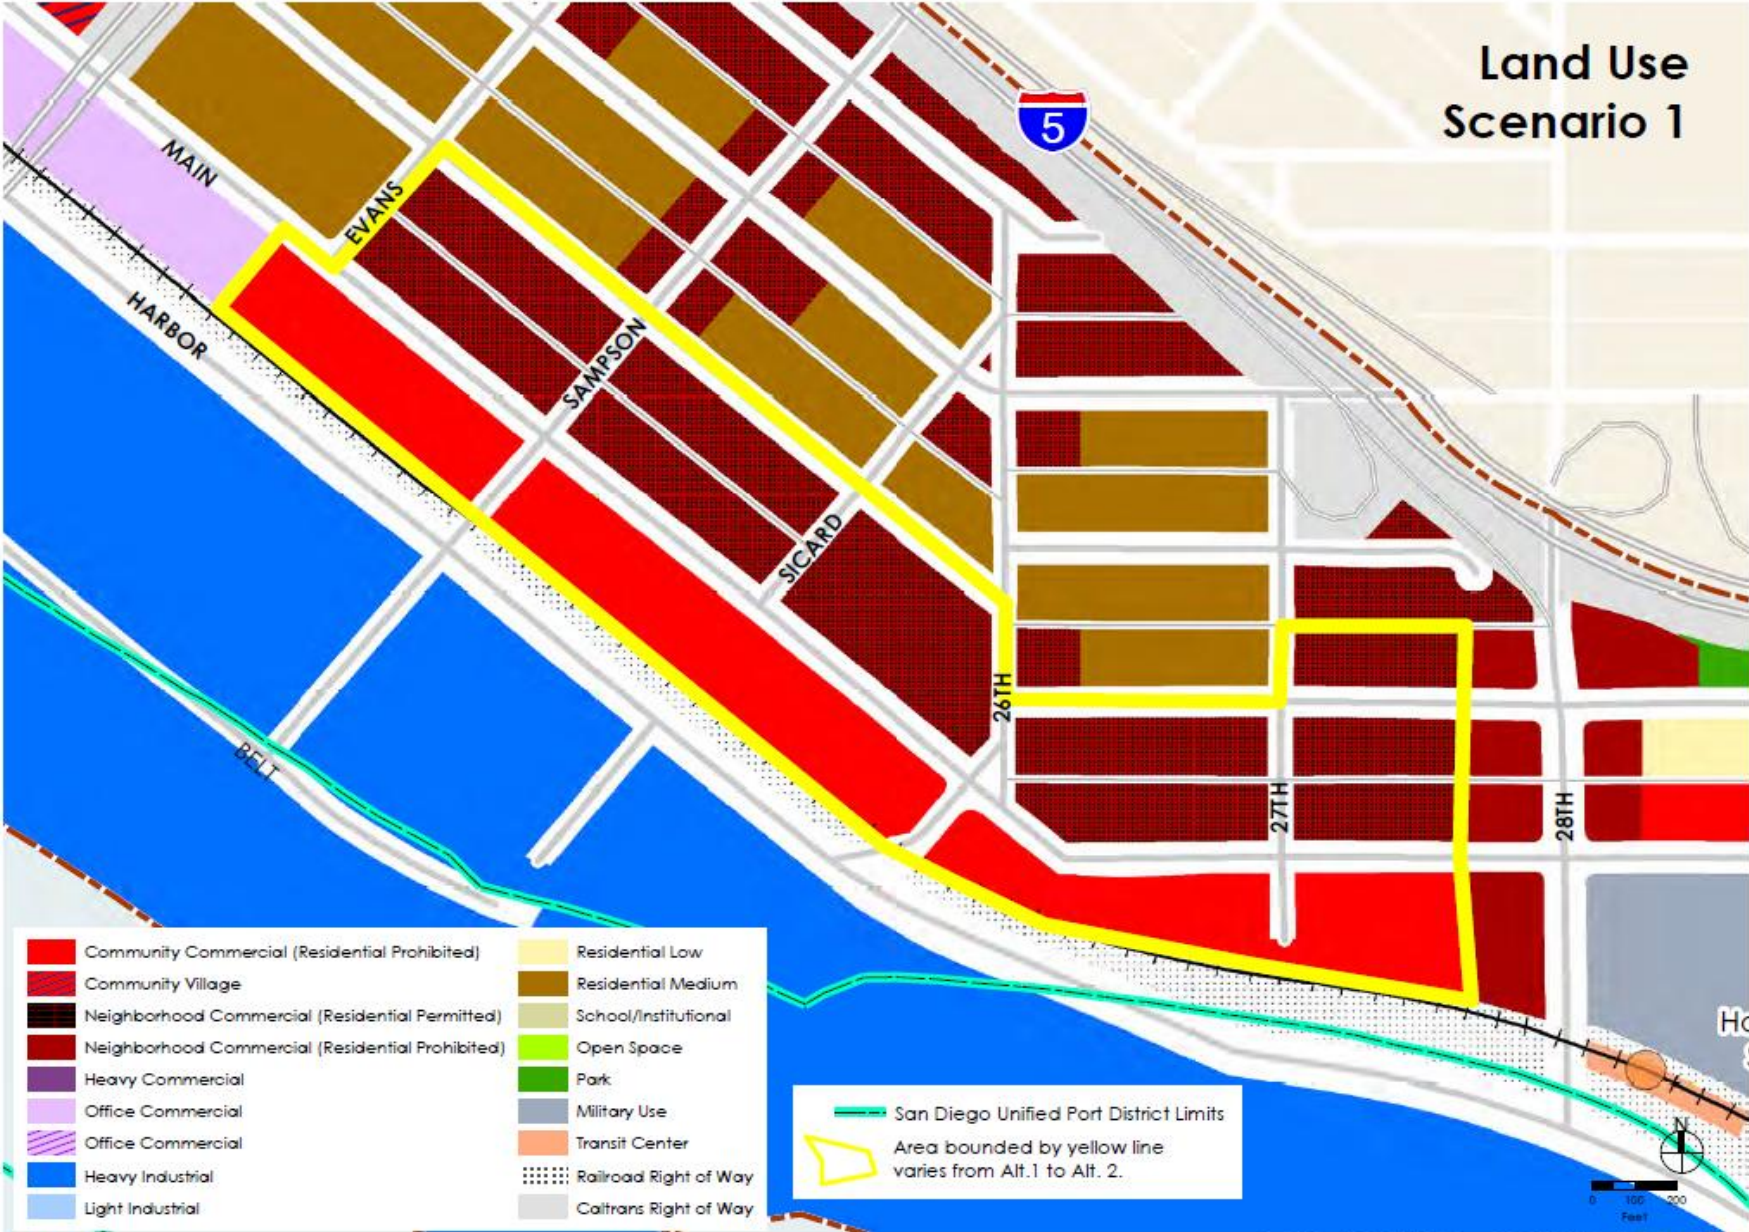 Land Use
Scenario 1
5
MAIN
EVANS
HARBOR
SAMPSON
SICARD
26TH
27TH
28TH
BELT
Community Commercial (Residential Prohibited)
Community Village
Neighborhood Commercial (Residential Permitted)
Neighborhood Commercial (Residential Prohibited)
Heavy Commercial
Office Commercial
Office Commercial
Heavy Industrial
Light Industrial
Residential Low
Residential Medium
School/Institutional
Open Space
Park
Military Use
Transit Center
Railroad Right of Way
Caltrans Right of Way
San Diego Unified Port District Limits
Area bounded by yellow line
varies from Alt.1 to Alt. 2.
N
0 100 200
Feet